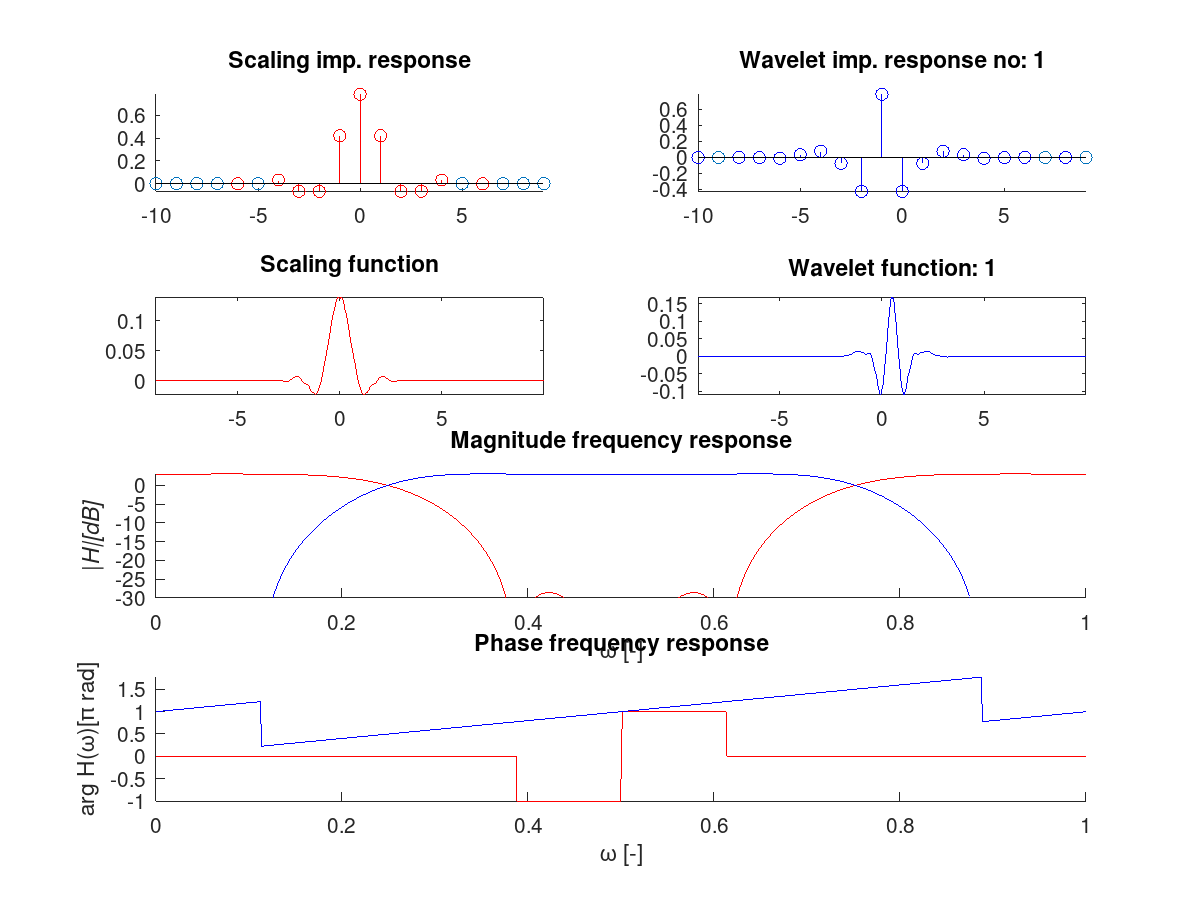 Scaling imp. response
0.6
0.4
0.2
0
-10 -5 0 5
Wavelet imp. response no: 1
0.6
0.4
0.2
0
-0.2
-0.4
-10 -5 0 5
Scaling function
0.1
0.05
0
-5 0 5
Wavelet function: 1
0.15
0.1
0.05
0
-0.05
-0.1
-5 0 5
Magnitude frequency response
|H|[dB]
0
-5
-10
-15
-20
-25
-30
0 0.2 0.4 0.6 0.8 1
ω [-]
Phase frequency response
arg H(ω)[π rad]
1.5
1
0.5
0
-0.5
-1
0 0.2 0.4 0.6 0.8 1
ω [-]